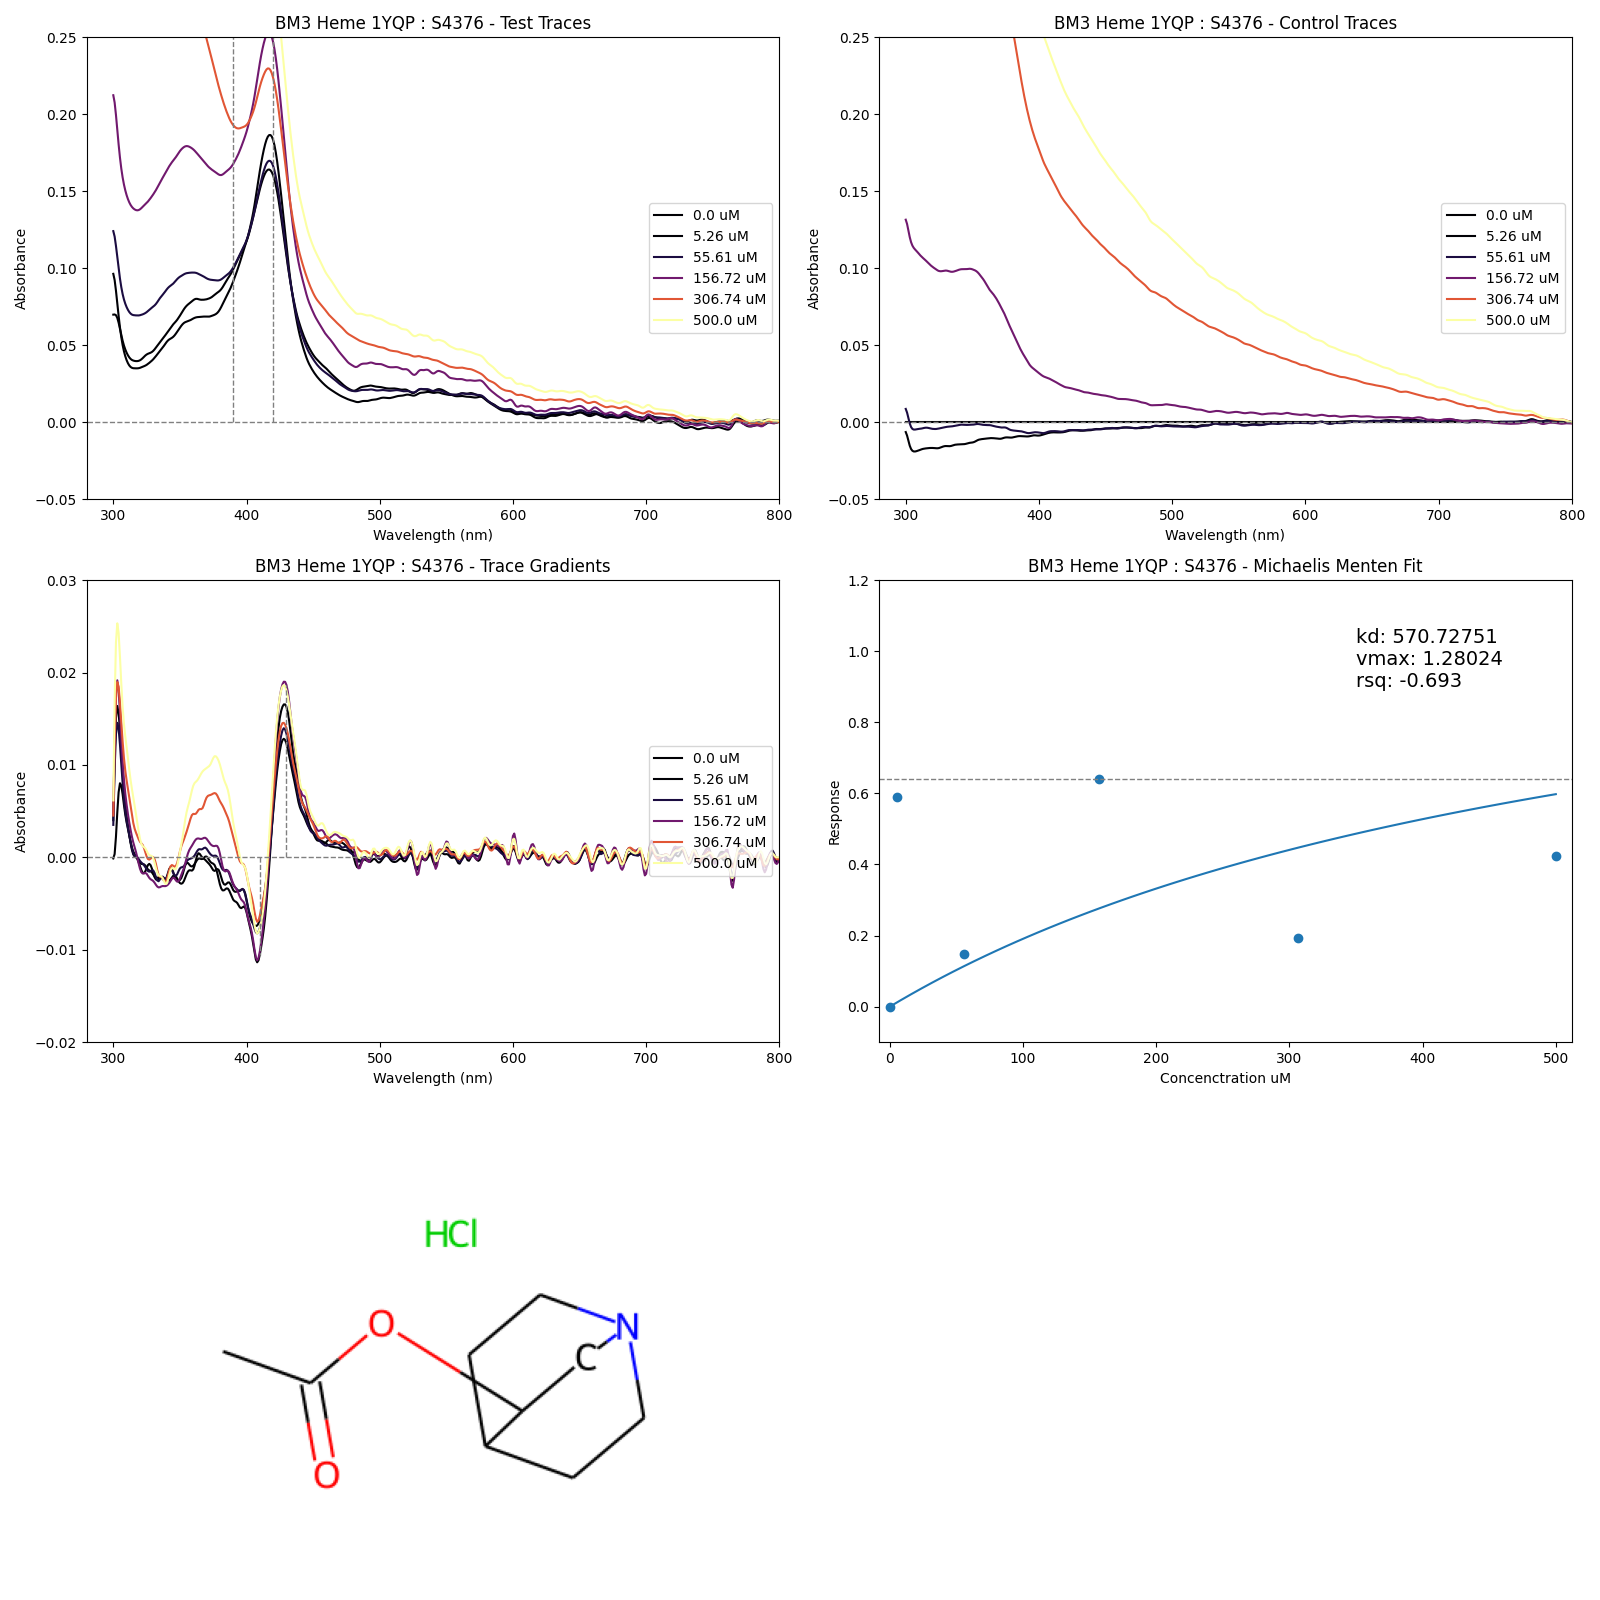 BM3 Heme 1YQP : S4376 - Test Traces
0.25
0.20
0.15
0.10
0.05
0.00
−0.05
Absorbance
300
400
500
600
700
800
Wavelength (nm)
0.0 uM
5.26 uM
55.61 uM
156.72 uM
306.74 uM
500.0 uM
BM3 Heme 1YQP : S4376 - Control Traces
0.25
0.20
0.15
0.10
0.05
0.00
−0.05
Absorbance
300
400
500
600
700
800
Wavelength (nm)
0.0 uM
5.26 uM
55.61 uM
156.72 uM
306.74 uM
500.0 uM
BM3 Heme 1YQP : S4376 - Trace Gradients
0.03
0.02
0.01
0.00
−0.01
−0.02
Absorbance
300
400
500
600
700
800
Wavelength (nm)
0.0 uM
5.26 uM
55.61 uM
156.72 uM
306.74 uM
500.0 uM
BM3 Heme 1YQP : S4376 - Michaelis Menten Fit
1.2
1.0
0.8
0.6
0.4
0.2
0.0
Response
0
100
200
300
400
500
Concenctration uM
kd: 570.72751
vmax: 1.28024
rsq: -0.693
HCl
O
N
C
O